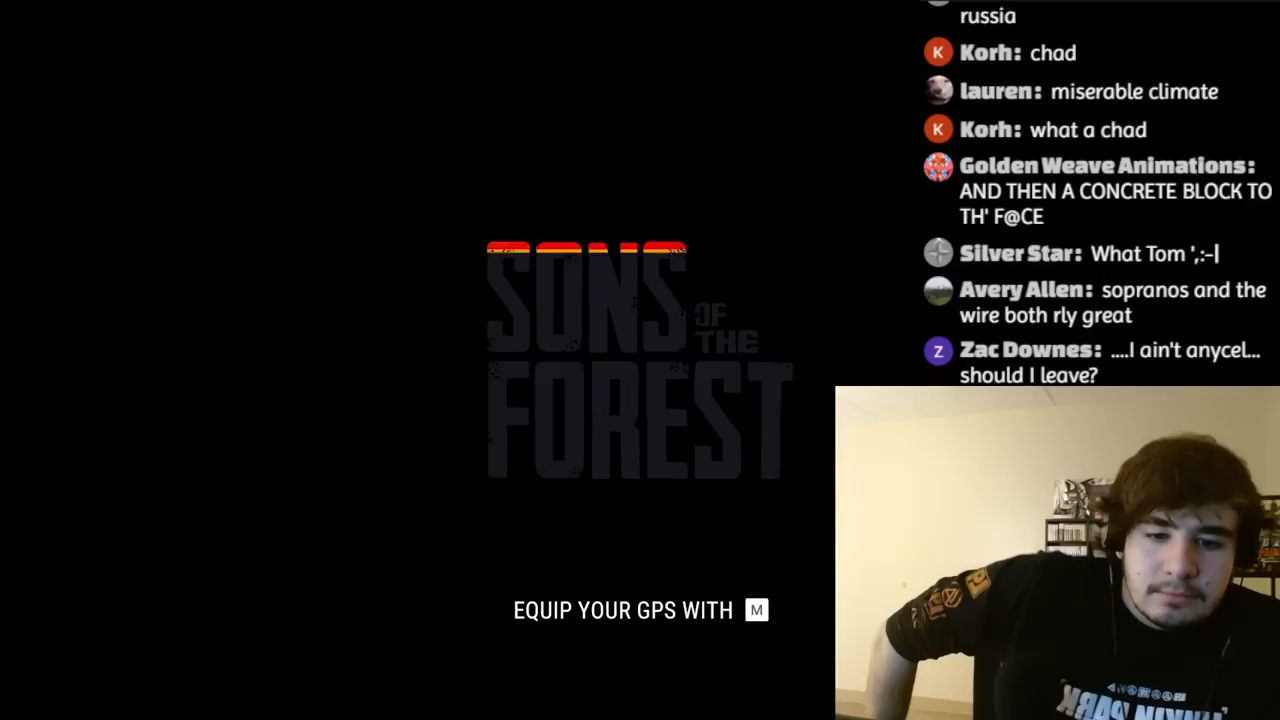 russia
Korh: chad
lauren: miserable climate
Korh: what a chad
Golden Weave Animations:
AND THEN A CONCRETE BLOCK TO
TH' F@CE
Silver Star: What Tom ',:-|
Avery Allen: sopranos and the
wire both rly great
Zac Downes: ....I ain't anycel...
should I leave?
SONS OF THE
FOREST
EQUIP YOUR GPS WITH M